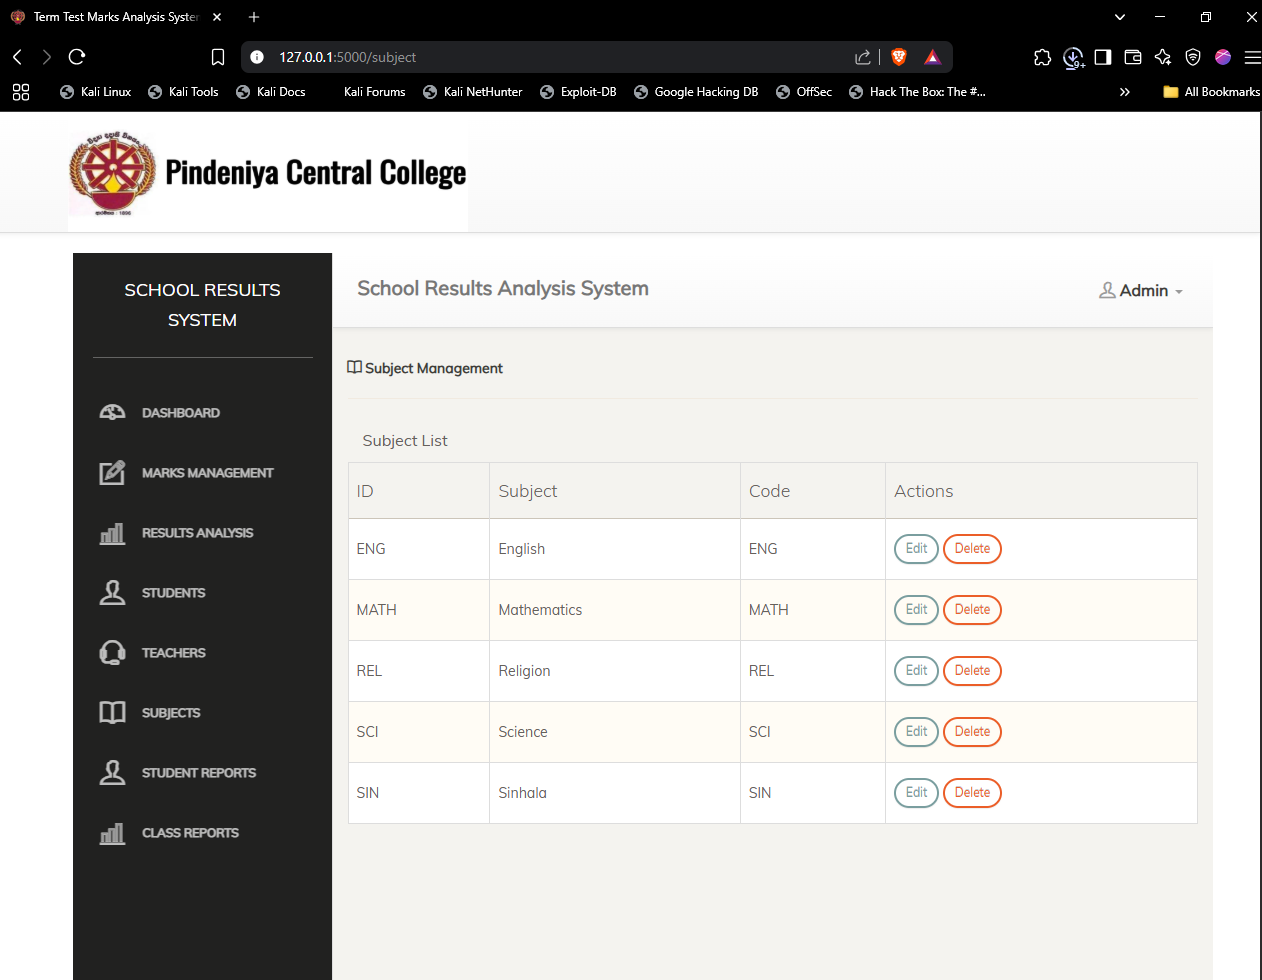 Term Test Marks Analysis Syster
127.0.0.1:5000/subject
9+
Kali Linux
Kali Tools
Kali Docs
Kali Forums
Kali NetHunter
Exploit-DB
Google Hacking DB
OffSec
Hack The Box: The #...
All Bookmarks
Pindeniya Central College
SCHOOL RESULTS
SYSTEM
School Results Analysis System
Admin
DASHBOARD
MARKS MANAGEMENT
RESULTS ANALYSIS
STUDENTS
TEACHERS
SUBJECTS
STUDENT REPORTS
CLASS REPORTS
Subject Management
Subject List
ID Subject Code Actions
ENG English ENG Edit Delete
MATH Mathematics MATH Edit Delete
REL Religion REL Edit Delete
SCI Science SCI Edit Delete
SIN Sinhala SIN Edit Delete